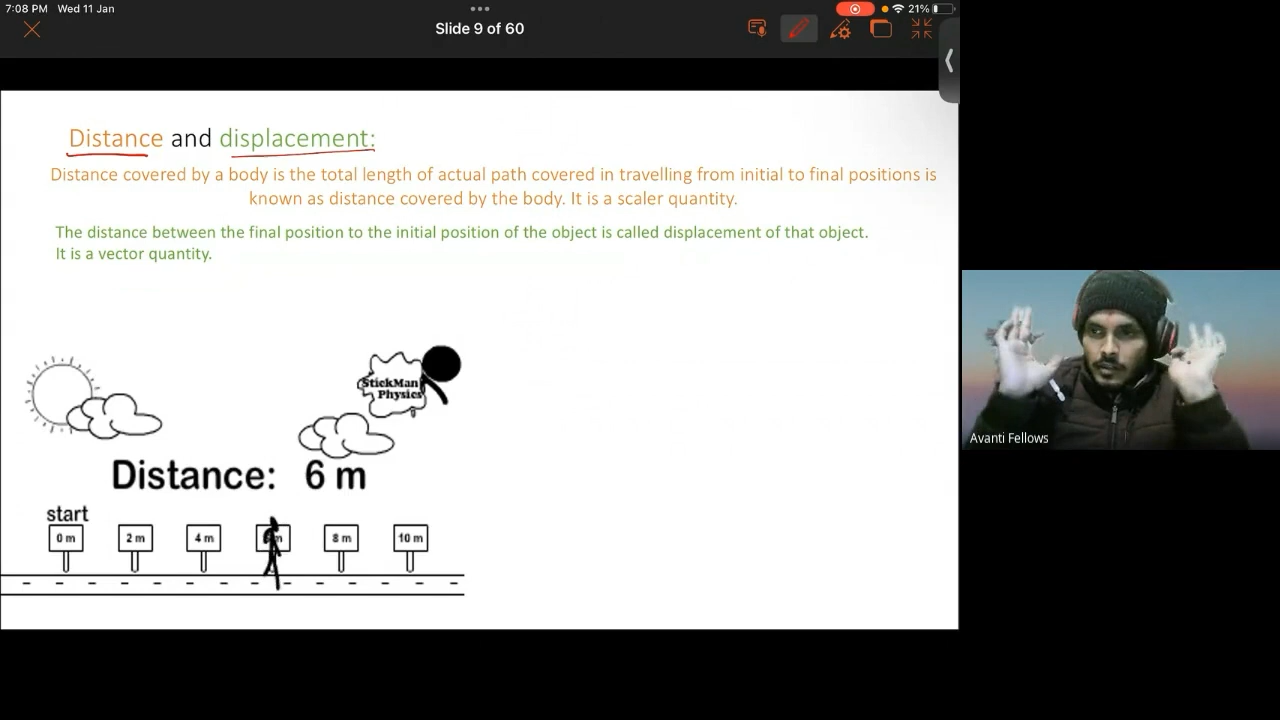 7:08 PM Wed 11 Jan
21%
Slide 9 of 60
Distance and displacement:
Distance covered by a body is the total length of actual path covered in travelling from initial to final positions is
known as distance covered by the body. It is a scaler quantity.
The distance between the final position to the initial position of the object is called displacement of that object.
It is a vector quantity.
StickMan
Physics
Distance: 6 m
start
0 m 2 m 4 m 8 m 10 m
Avanti Fellows